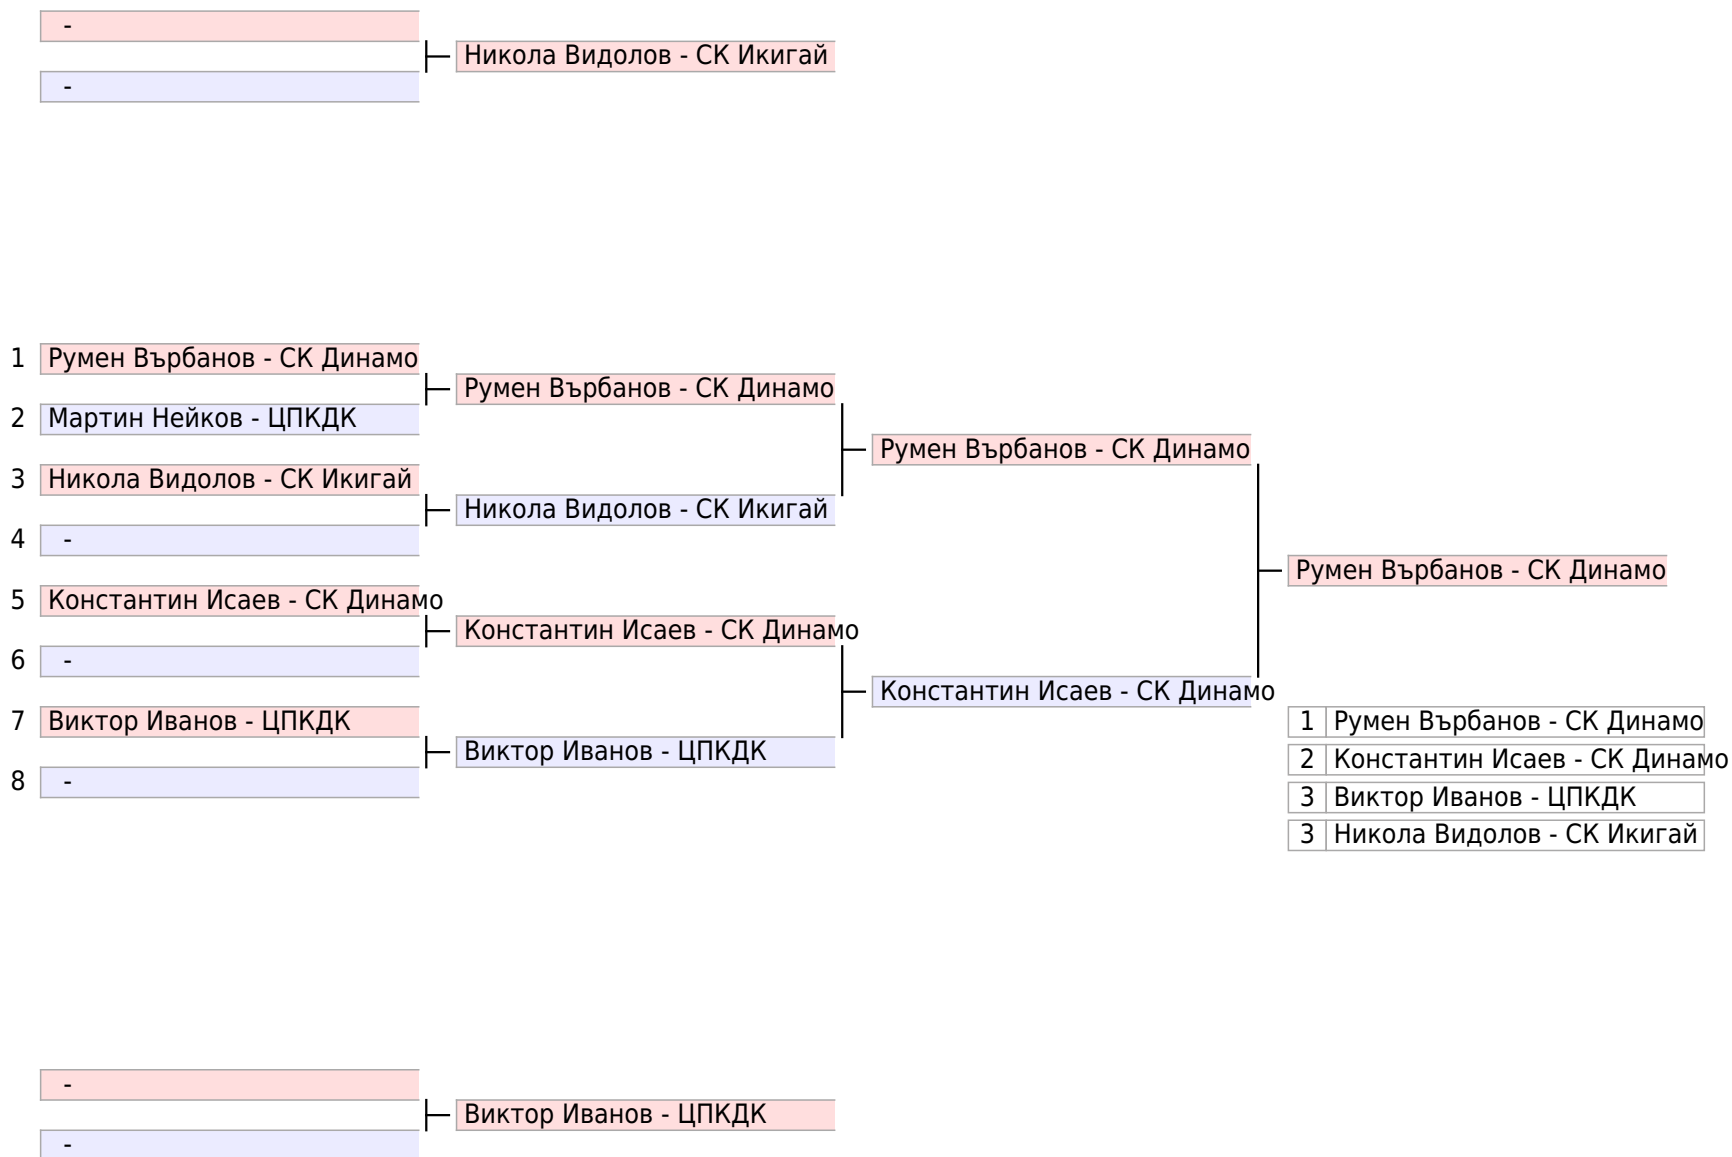 -
Никола Видолов - СК Икигай
-
1 Румен Върбанов - СК Динамо
Румен Върбанов - СК Динамо
2 Мартин Нейков - ЦПКДК
Румен Върбанов - СК Динамо
3 Никола Видолов - СК Икигай
Никола Видолов - СК Икигай
4 -
Румен Върбанов - СК Динамо
5 Константин Исаев - СК Динамо
Константин Исаев - СК Динамо
6 -
Константин Исаев - СК Динамо
7 Виктор Иванов - ЦПКДК
Виктор Иванов - ЦПКДК
8 -
1 Румен Върбанов - СК Динамо
2 Константин Исаев - СК Динамо
3 Виктор Иванов - ЦПКДК
3 Никола Видолов - СК Икигай
-
Виктор Иванов - ЦПКДК
-